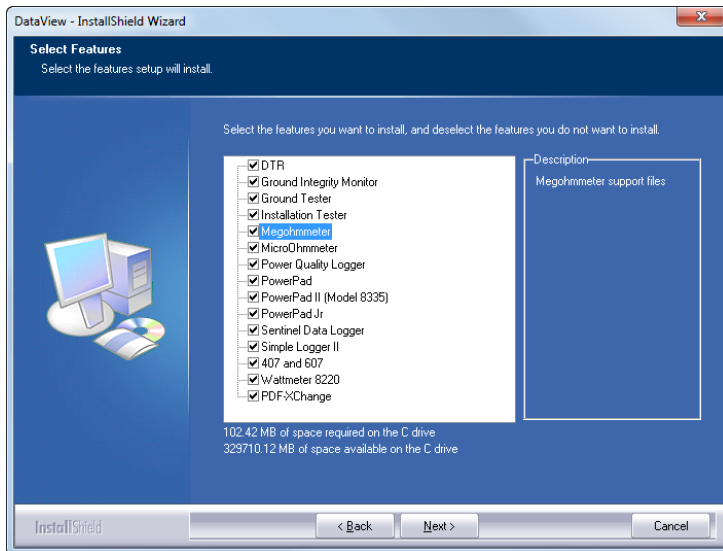 DataView - InstallShield Wizard
Select Features
Select the features setup will install.
Select the features you want to install, and deselect the features you do not want to install.
DTR
Ground Integrity Monitor
Ground Tester
Installation Tester
Megohmmeter
MicroOhmmeter
Power Quality Logger
PowerPad
PowerPad II (Model 8335)
PowerPad Jr
Sentinel Data Logger
Simple Logger II
407 and 607
Wattmeter 8220
PDF-XChange
Description
Megohmmeter support files
102.42 MB of space required on the C drive
329710.12 MB of space available on the C drive
InstallShield
< Back
Next >
Cancel